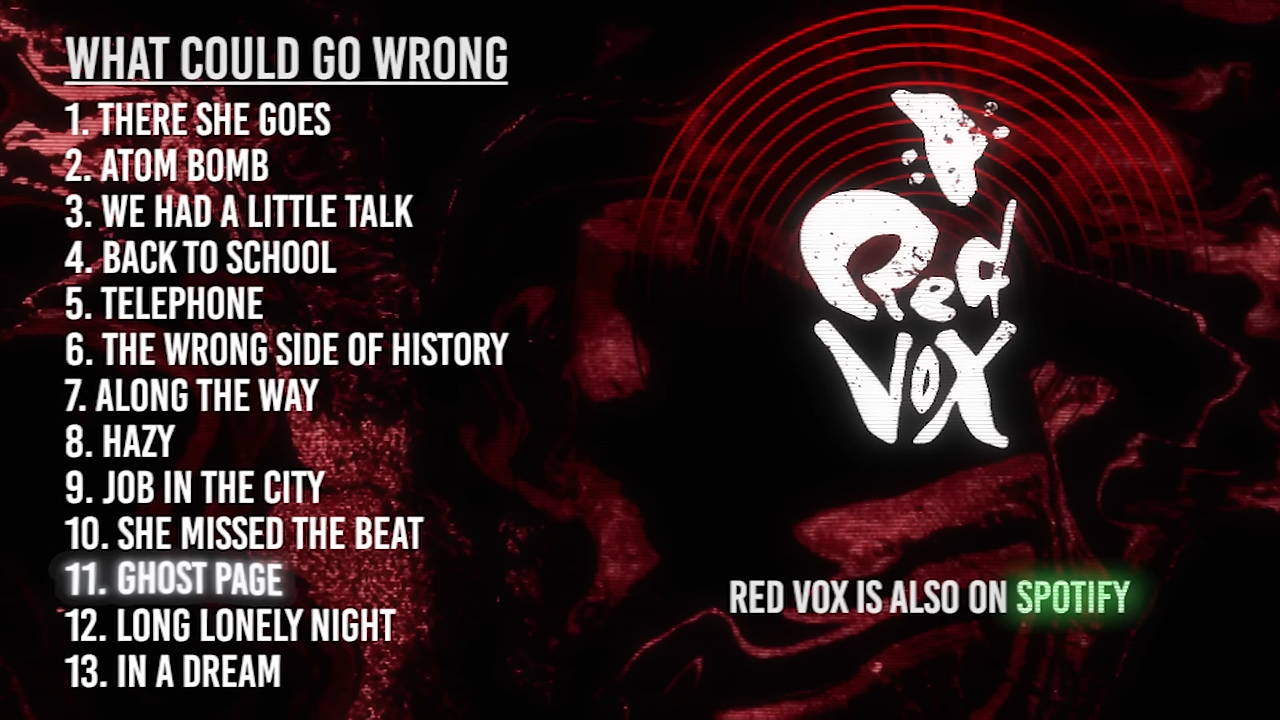 WHAT COULD GO WRONG
1. THERE SHE GOES
2. ATOM BOMB
3. WE HAD A LITTLE TALK
4. BACK TO SCHOOL
5. TELEPHONE
6. THE WRONG SIDE OF HISTORY
7. ALONG THE WAY
8. HAZY
9. JOB IN THE CITY
10. SHE MISSED THE BEAT
11. GHOST PAGE
12. LONG LONELY NIGHT
13. IN A DREAM
Red
VOX
RED VOX IS ALSO ON SPOTIFY